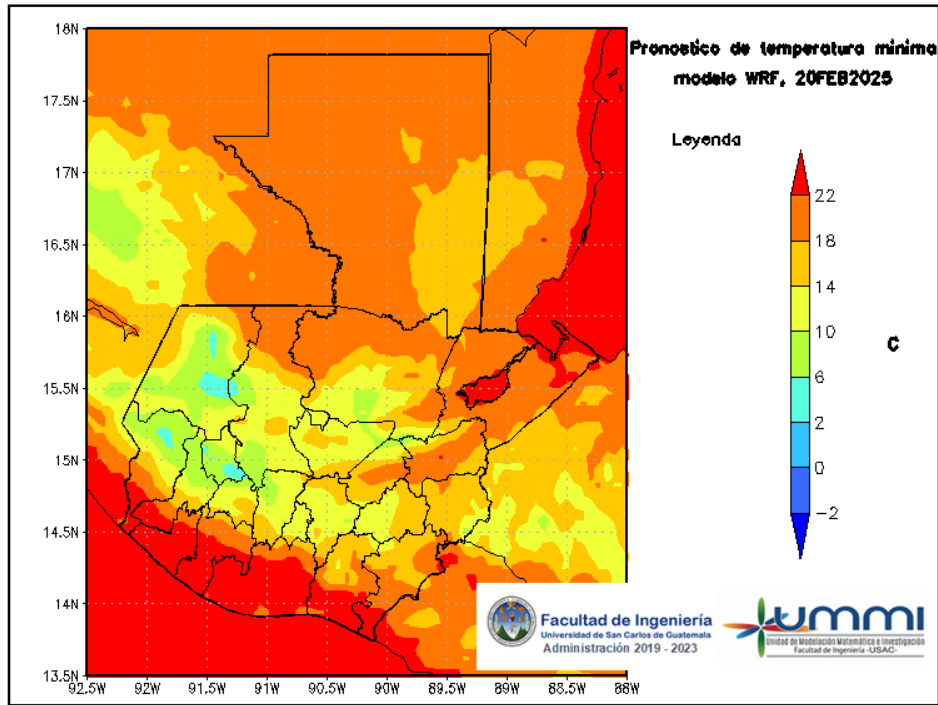 Pronostico de temperatura minima
modelo WRF, 20FEB2025
Leyenda
22
18
14
10
6
2
0
−2
C
18N
17.5N
17N
16.5N
16N
15.5N
15N
14.5N
14N
13.5N
92.5W 92W 91.5W 91W 90.5W 90W 89.5W 89W 88.5W 88W
Facultad de Ingeniería
Universidad de San Carlos de Guatemala
Administración 2019 - 2023
UMMI
Unidad de Modelación Matemática e Investigación
Facultad de Ingeniería -USAC-